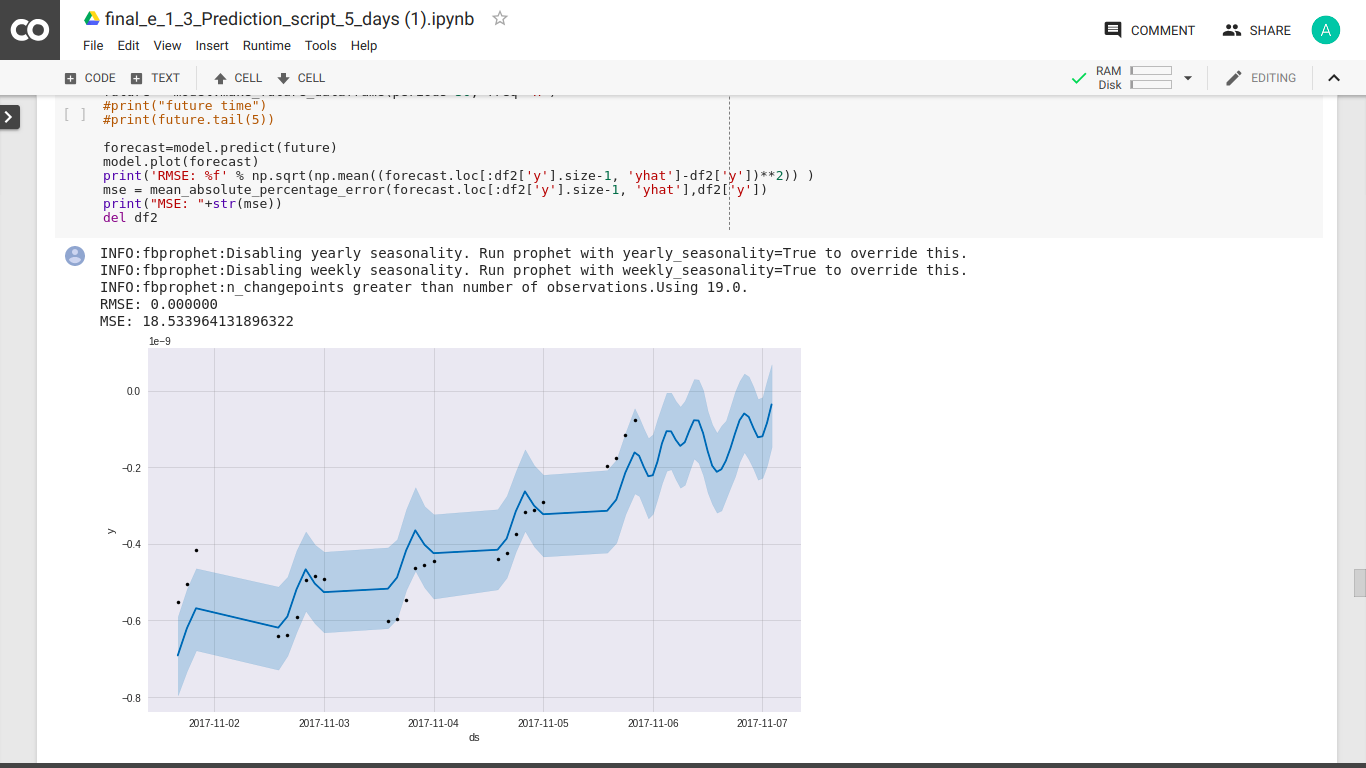 CO
final_e_1_3_Prediction_script_5_days (1).ipynb
COMMENT
SHARE
A
File Edit View Insert Runtime Tools Help
CODE TEXT CELL CELL
RAM
Disk
EDITING
#print("future time")
[ ]
#print(future.tail(5))
forecast=model.predict(future)
model.plot(forecast)
print('RMSE: %f' % np.sqrt(np.mean((forecast.loc[:df2['y'].size-1, 'yhat']-df2['y'])**2)) )
mse = mean_absolute_percentage_error(forecast.loc[:df2['y'].size-1, 'yhat'],df2['y'])
print("MSE: "+str(mse))
del df2
INFO:fbprophet:Disabling yearly seasonality. Run prophet with yearly_seasonality=True to override this.
INFO:fbprophet:Disabling weekly seasonality. Run prophet with weekly_seasonality=True to override this.
INFO:fbprophet:n_changepoints greater than number of observations.Using 19.0.
RMSE: 0.000000
MSE: 18.533964131896322
1e−9
0.0
−0.2
−0.4
y
−0.6
−0.8
2017-11-02 2017-11-03 2017-11-04 2017-11-05 2017-11-06 2017-11-07
ds